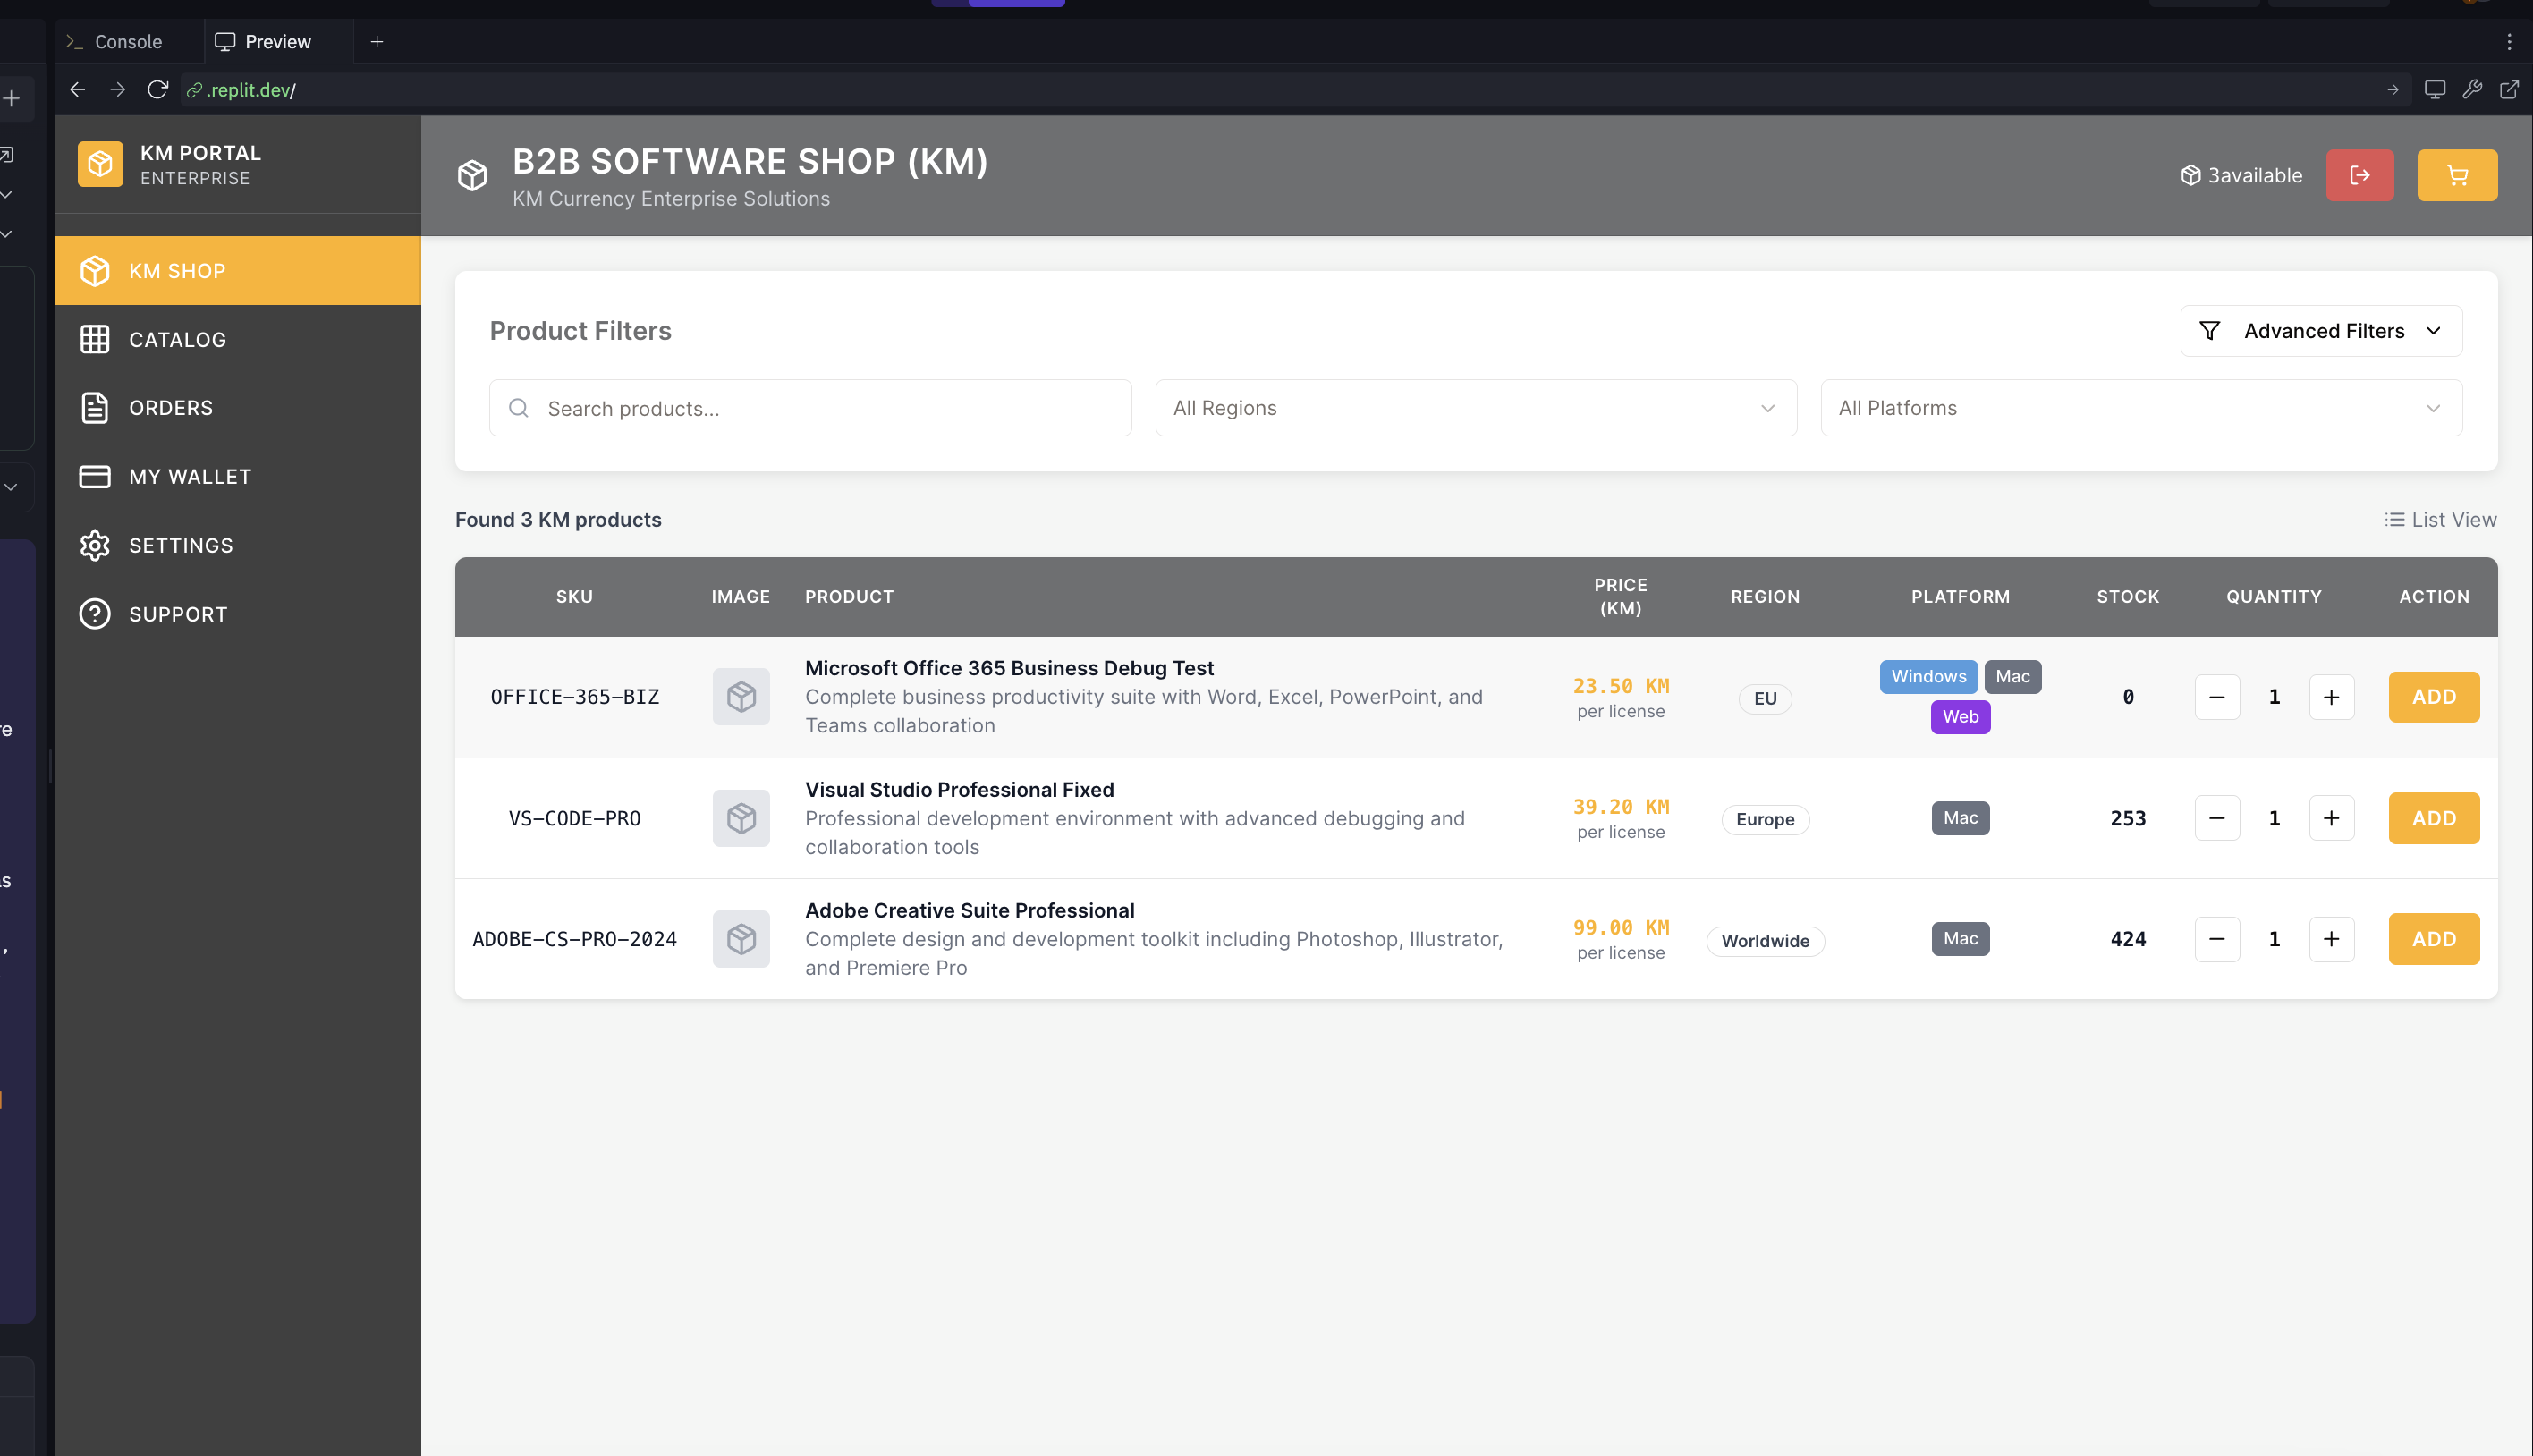 Console
Preview
.replit.dev/
KM PORTAL
ENTERPRISE
B2B SOFTWARE SHOP (KM)
KM Currency Enterprise Solutions
3available
KM SHOP
CATALOG
ORDERS
MY WALLET
SETTINGS
SUPPORT
Product Filters
Advanced Filters
Search products...
All Regions
All Platforms
Found 3 KM products
List View
SKU IMAGE PRODUCT PRICE (KM) REGION PLATFORM STOCK QUANTITY ACTION
OFFICE-365-BIZ
Microsoft Office 365 Business Debug Test
Complete business productivity suite with Word, Excel, PowerPoint, and
Teams collaboration
23.50 KM
per license
EU
Windows Mac
Web
0
1
ADD
VS-CODE-PRO
Visual Studio Professional Fixed
Professional development environment with advanced debugging and
collaboration tools
39.20 KM
per license
Europe
Mac
253
1
ADD
ADOBE-CS-PRO-2024
Adobe Creative Suite Professional
Complete design and development toolkit including Photoshop, Illustrator,
and Premiere Pro
99.00 KM
per license
Worldwide
Mac
424
1
ADD